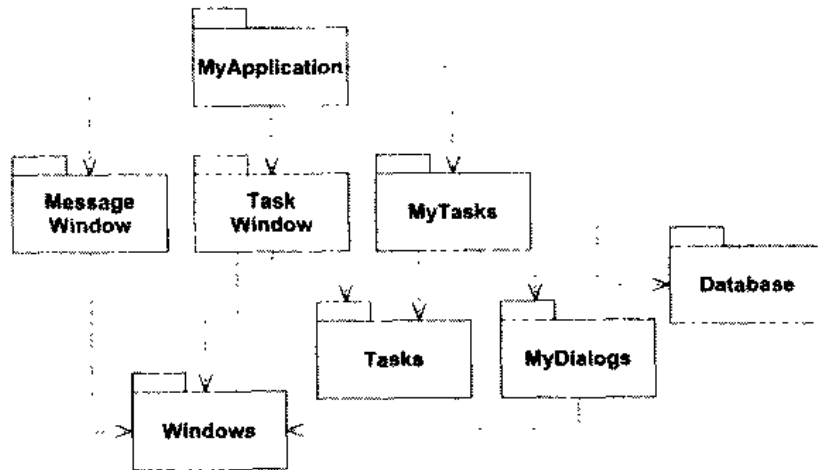 MyApplication
Message
Window
Task
Window
MyTasks
Database
Tasks
MyDialogs
Windows